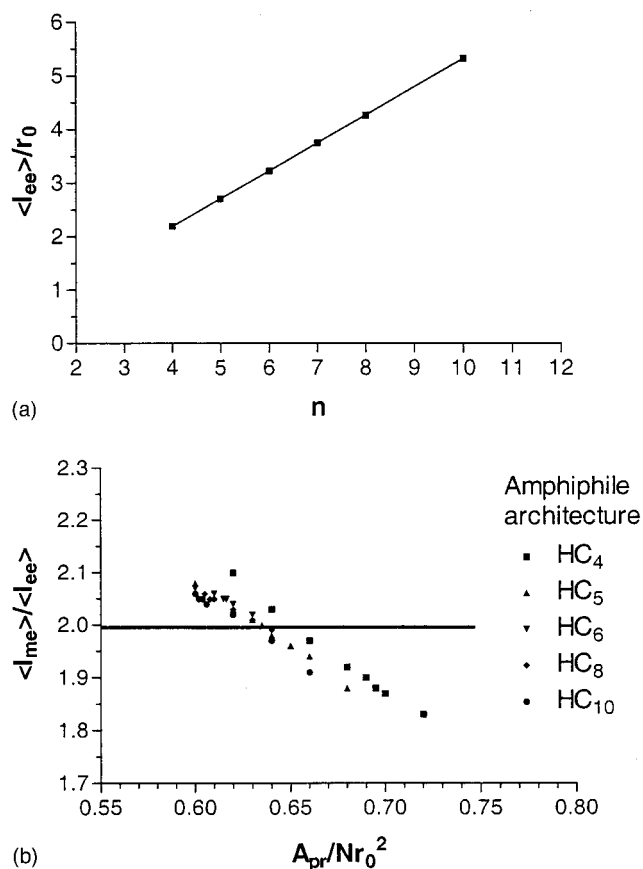 6
5
4
3
2
1
0
<l_ee>/r_0
2 3 4 5 6 7 8 9 10 11 12
n
(a)
2.3
2.2
2.1
2.0
1.9
1.8
1.7
<l_me>/<l_ee>
0.55 0.60 0.65 0.70 0.75 0.80
A_pr/Nr_0^2
Amphiphile
architecture
HC_4
HC_5
HC_6
HC_8
HC_10
(b)